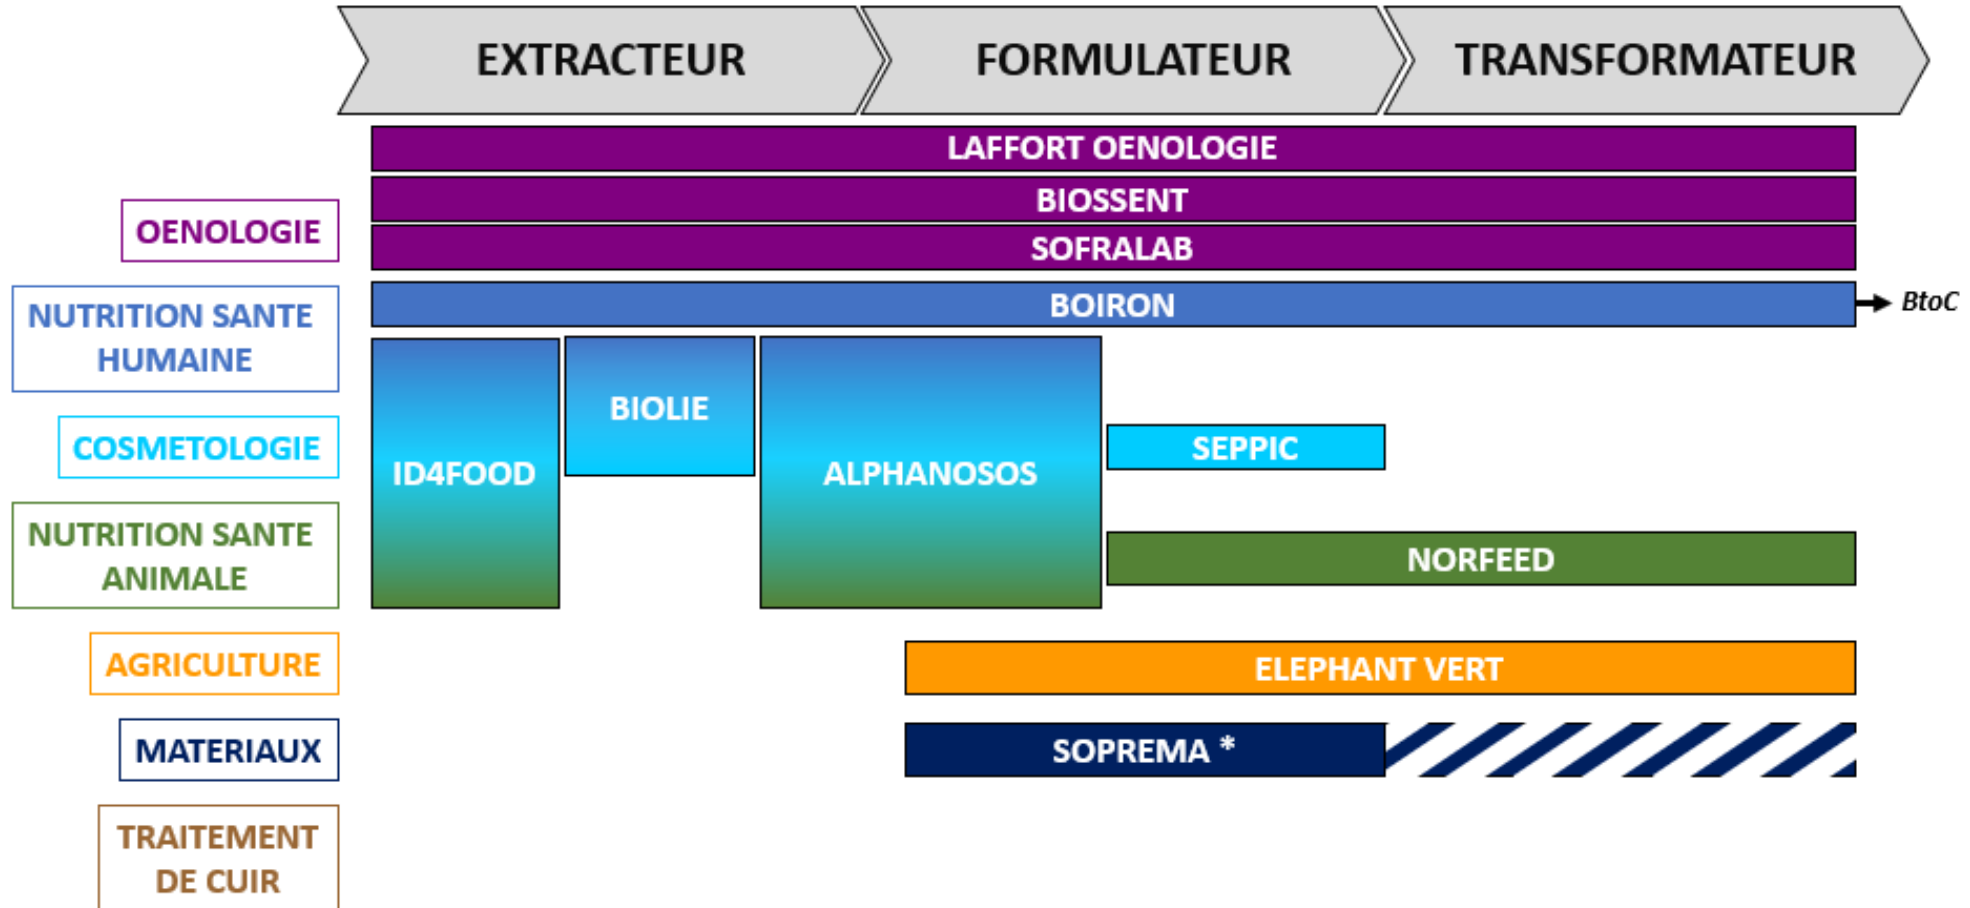 EXTRACTEUR
FORMULATEUR
TRANSFORMATEUR
LAFFORT OENOLOGIE
BIOSSENT
OENOLOGIE
SOFRALAB
NUTRITION SANTE
HUMAINE
BOIRON
BtoC
ID4FOOD
BIOLIE
ALPHANOSOS
COSMETOLOGIE
SEPPIC
NUTRITION SANTE
ANIMALE
NORFEED
AGRICULTURE
ELEPHANT VERT
MATERIAUX
SOPREMA *
TRAITEMENT
DE CUIR